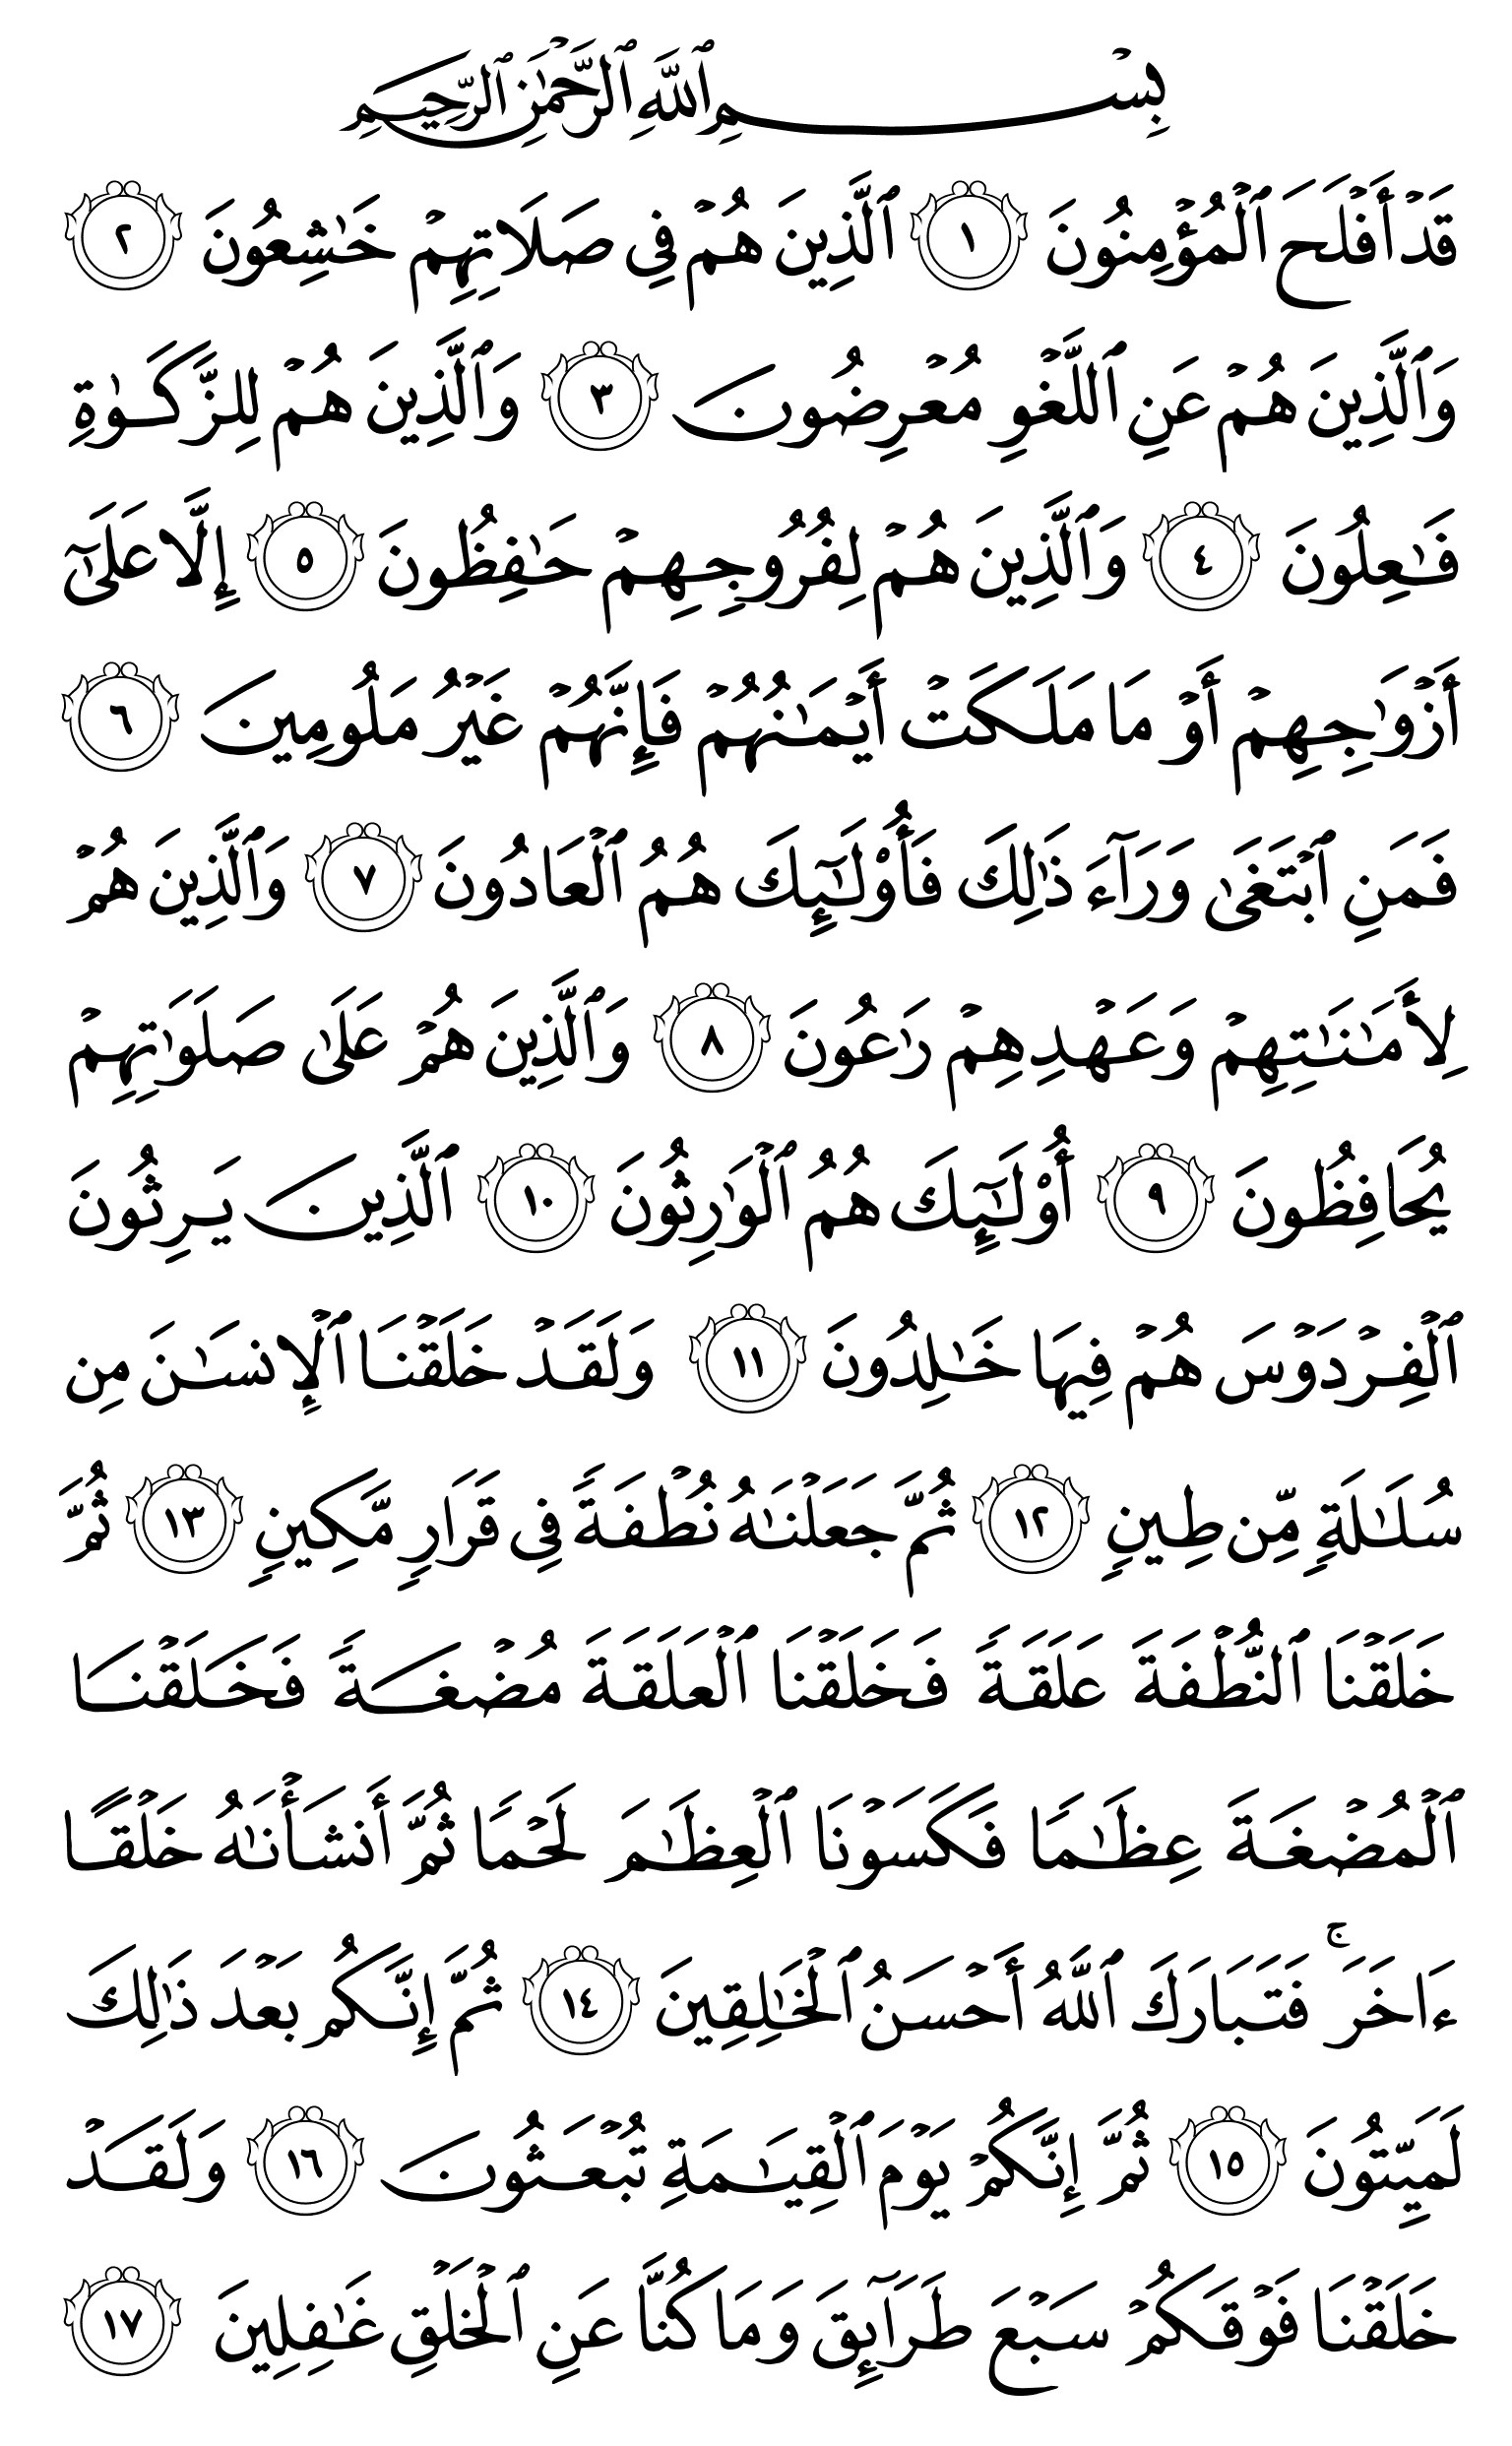 بِسْمِ ٱللَّهِ ٱلرَّحْمَٰنِ ٱلرَّحِيمِ
قَدْ أَفْلَحَ ٱلْمُؤْمِنُونَ ١ ٱلَّذِينَ هُمْ فِي صَلَاتِهِمْ خَٰشِعُونَ ٢
وَٱلَّذِينَ هُمْ عَنِ ٱللَّغْوِ مُعْرِضُونَ ٣ وَٱلَّذِينَ هُمْ لِلزَّكَوٰةِ
فَٰعِلُونَ ٤ وَٱلَّذِينَ هُمْ لِفُرُوجِهِمْ حَٰفِظُونَ ٥ إِلَّا عَلَىٰٓ
أَزْوَٰجِهِمْ أَوْ مَا مَلَكَتْ أَيْمَٰنُهُمْ فَإِنَّهُمْ غَيْرُ مَلُومِينَ ٦
فَمَنِ ٱبْتَغَىٰ وَرَآءَ ذَٰلِكَ فَأُوْلَٰٓئِكَ هُمُ ٱلْعَادُونَ ٧ وَٱلَّذِينَ هُمْ
لِأَمَٰنَٰتِهِمْ وَعَهْدِهِمْ رَٰعُونَ ٨ وَٱلَّذِينَ هُمْ عَلَىٰ صَلَوَٰتِهِمْ
يُحَافِظُونَ ٩ أُوْلَٰٓئِكَ هُمُ ٱلْوَٰرِثُونَ ١٠ ٱلَّذِينَ يَرِثُونَ
ٱلْفِرْدَوْسَ هُمْ فِيهَا خَٰلِدُونَ ١١ وَلَقَدْ خَلَقْنَا ٱلْإِنسَٰنَ مِن
سُلَٰلَةٍ مِّن طِينٍ ١٢ ثُمَّ جَعَلْنَٰهُ نُطْفَةً فِي قَرَارٍ مَّكِينٍ ١٣ ثُمَّ
خَلَقْنَا ٱلنُّطْفَةَ عَلَقَةً فَخَلَقْنَا ٱلْعَلَقَةَ مُضْغَةً فَخَلَقْنَا
ٱلْمُضْغَةَ عِظَٰمًا فَكَسَوْنَا ٱلْعِظَٰمَ لَحْمًا ثُمَّ أَنشَأْنَٰهُ خَلْقًا
ءَاخَرَۚ فَتَبَارَكَ ٱللَّهُ أَحْسَنُ ٱلْخَٰلِقِينَ ١٤ ثُمَّ إِنَّكُم بَعْدَ ذَٰلِكَ
لَمَيِّتُونَ ١٥ ثُمَّ إِنَّكُمْ يَوْمَ ٱلْقِيَٰمَةِ تُبْعَثُونَ ١٦ وَلَقَدْ
خَلَقْنَا فَوْقَكُمْ سَبْعَ طَرَآئِقَ وَمَا كُنَّا عَنِ ٱلْخَلْقِ غَٰفِلِينَ ١٧